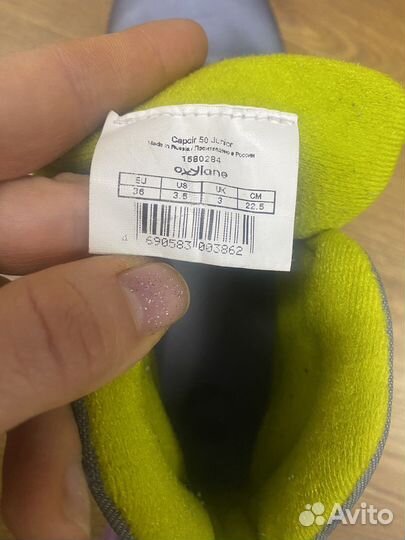 Capcir 50 Junior
Made in Russia / Произведено в России
1580284
oxylane
EU US UK CM
36 3.5 3 22.5
690583 003862
Avito